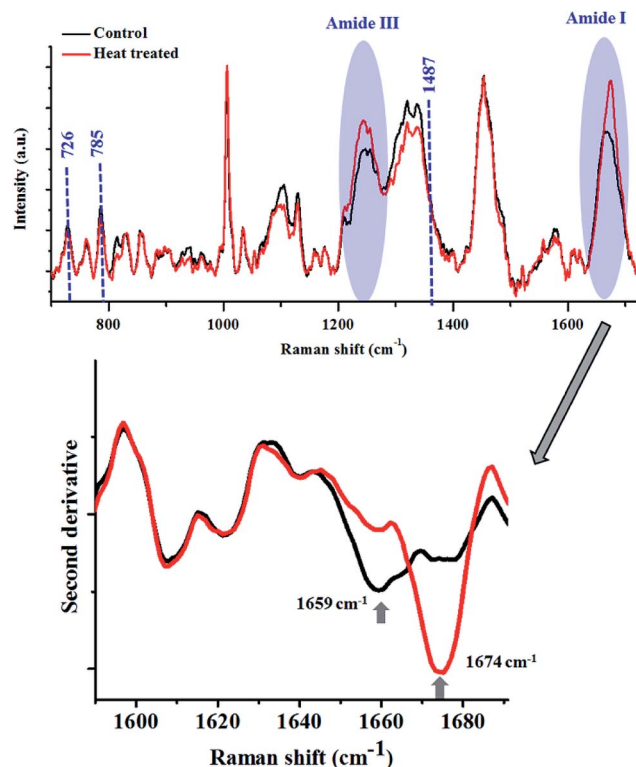 Control
Heat treated
Amide III
Amide I
726
785
1487
Intensity (a.u.)
800
1000
1200
1400
1600
Raman shift (cm-1)
Second derivative
1659 cm-1
1674 cm-1
1600
1620
1640
1660
1680
Raman shift (cm-1)